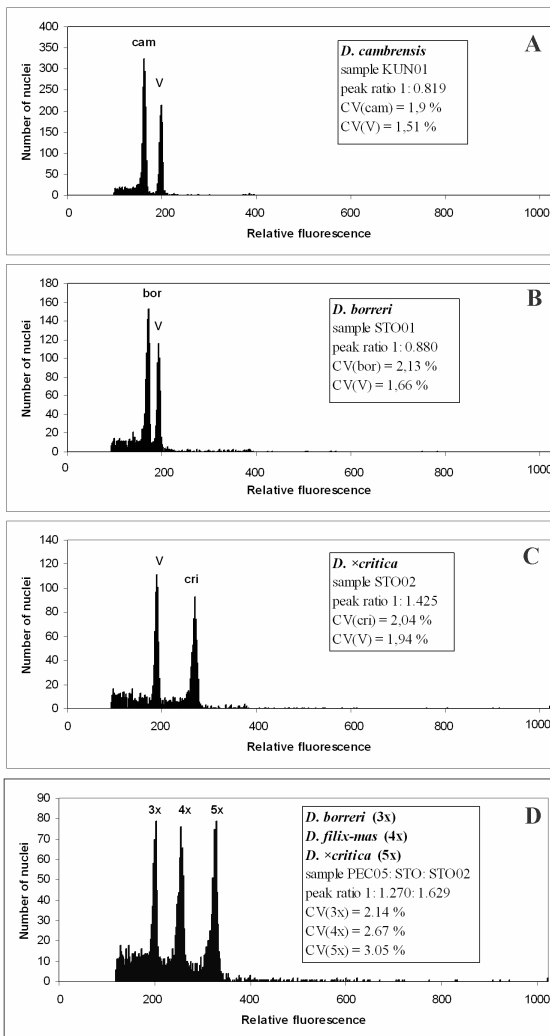 A
cam
V
D. cambrensis
sample KUN01
peak ratio 1: 0.819
CV(cam) = 1,9 %
CV(V) = 1,51 %
Number of nuclei
400
350
300
250
200
150
100
50
0
0 200 400 600 800 1000
Relative fluorescence
B
bor
V
D. borreri
sample STO01
peak ratio 1: 0.880
CV(bor) = 2,13 %
CV(V) = 1,66 %
Number of nuclei
180
160
140
120
100
80
60
40
20
0
0 200 400 600 800 1000
Relative fluorescence
C
V
cri
D. ×critica
sample STO02
peak ratio 1: 1.425
CV(cri) = 2,04 %
CV(V) = 1,94 %
Number of nuclei
140
120
100
80
60
40
20
0
0 200 400 600 800 1000
Relative fluorescence
D
3x 4x 5x
D. borreri (3x)
D. filix-mas (4x)
D. ×critica (5x)
sample PEC05: STO: STO02
peak ratio 1: 1.270: 1.629
CV(3x) = 2.14 %
CV(4x) = 2.67 %
CV(5x) = 3.05 %
Number of nuclei
90
80
70
60
50
40
30
20
10
0
0 200 400 600 800 1000
Relative fluorescence